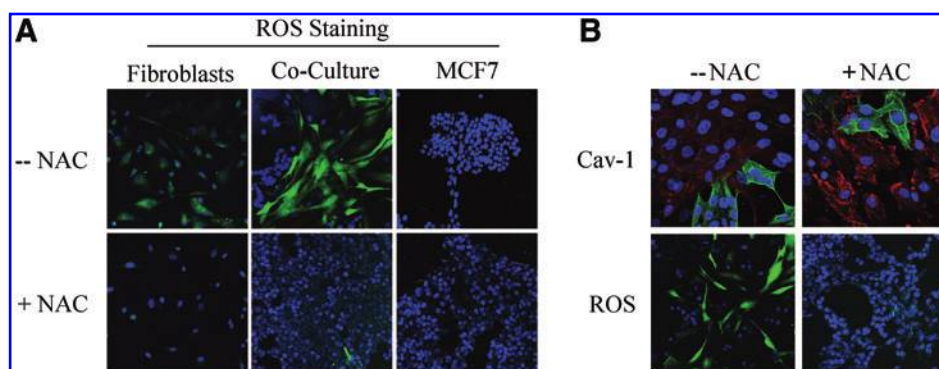 A
ROS Staining
Fibroblasts Co-Culture MCF7
-- NAC
+ NAC
B
-- NAC + NAC
Cav-1
ROS